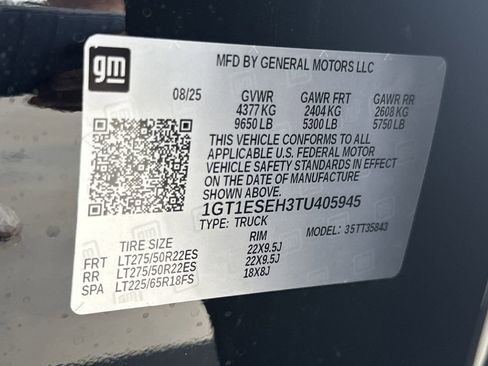 gm
MFD BY GENERAL MOTORS LLC
08/25 GVWR GAWR FRT GAWR RR
4377 KG 2404 KG 2608 KG
9650 LB 5300 LB 5750 LB
THIS VEHICLE CONFORMS TO ALL
APPLICABLE U.S. FEDERAL MOTOR
VEHICLE SAFETY STANDARDS IN
EFFECT ON THE DATE OF MANUFACTURE
SHOWN ABOVE.
1GT1ESEH3TU405945
TYPE: TRUCK MODEL: 35TT35843
TIRE SIZE RIM
FRT LT275/50R22ES 22X9.5J
RR LT275/50R22ES 22X9.5J
SPA LT225/65R18FS 18X8J